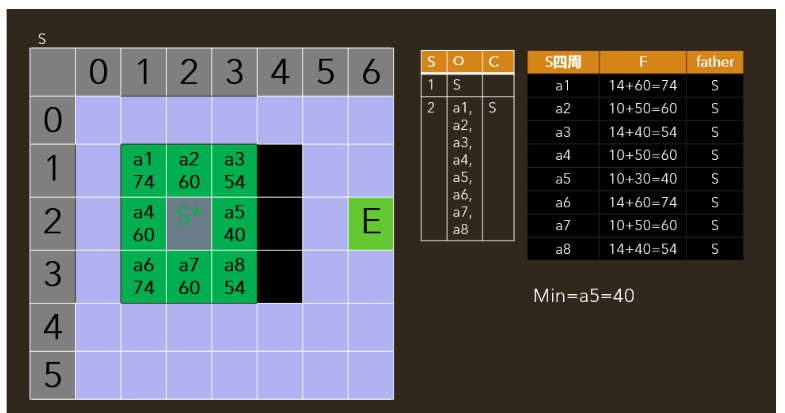 S
0 1 2 3 4 5 6
0
1 a1 74 a2 60 a3 54
2 a4 60 S* a5 40 E
3 a6 74 a7 60 a8 54
4
5
S O C
1 S
2 a1, S
a2,
a3,
a4,
a5,
a6,
a7,
a8
S四周 F father
a1 14+60=74 S
a2 10+50=60 S
a3 14+40=54 S
a4 10+50=60 S
a5 10+30=40 S
a6 14+60=74 S
a7 10+50=60 S
a8 14+40=54 S
Min=a5=40